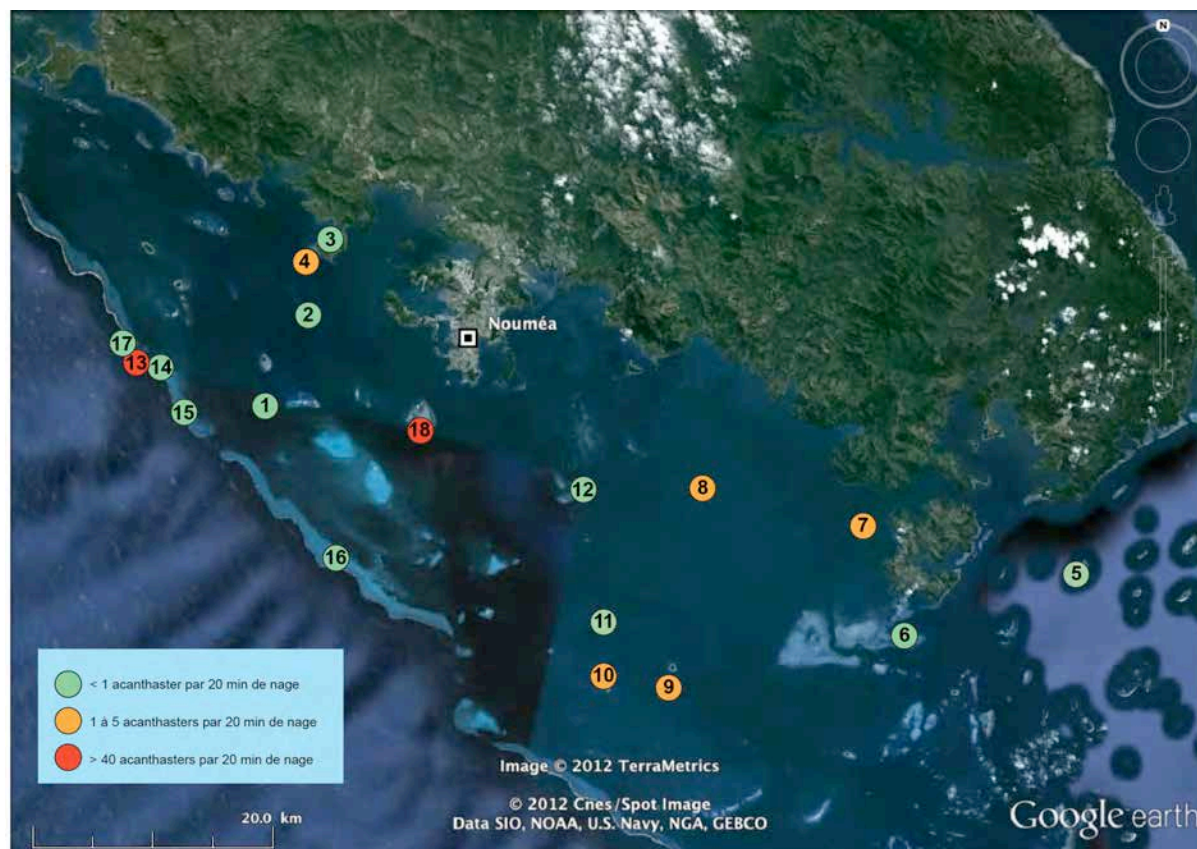 N
3
4
2
Nouméa
17
13
14
15
1
18
12
8
7
16
5
11
6
10
9
< 1 acanthaster par 20 min de nage
1 à 5 acanthasters par 20 min de nage
> 40 acanthasters par 20 min de nage
Image © 2012 TerraMetrics
© 2012 Cnes/Spot Image
Data SIO, NOAA, U.S. Navy, NGA, GEBCO
20.0 km
Google earth